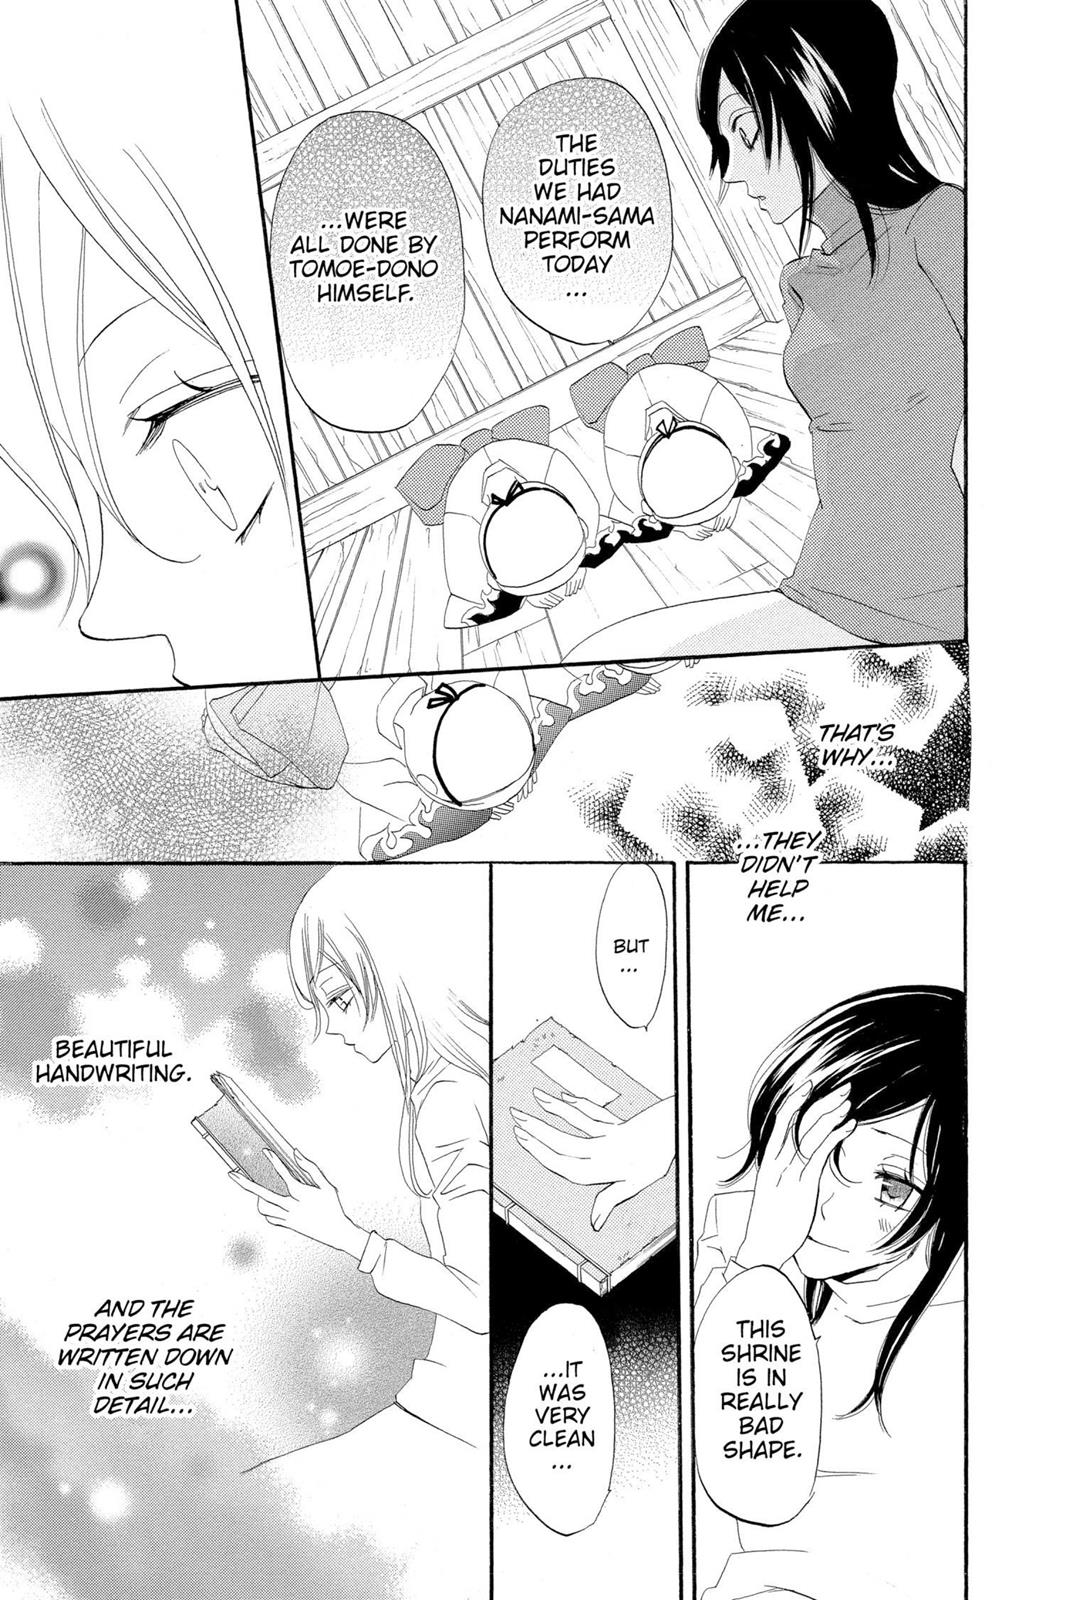 THE
DUTIES
WE HAD
NANAMI-SAMA
PERFORM
TODAY
...
...WERE
ALL DONE BY
TOMOE-DONO
HIMSELF.
THAT'S
WHY...
...THEY
DIDN'T
HELP
ME...
THIS
SHRINE
IS IN
REALLY
BAD
SHAPE.
BUT
...
...IT
WAS
VERY
CLEAN
...
BEAUTIFUL
HANDWRITING.
AND THE
PRAYERS ARE
WRITTEN DOWN
IN SUCH
DETAIL...